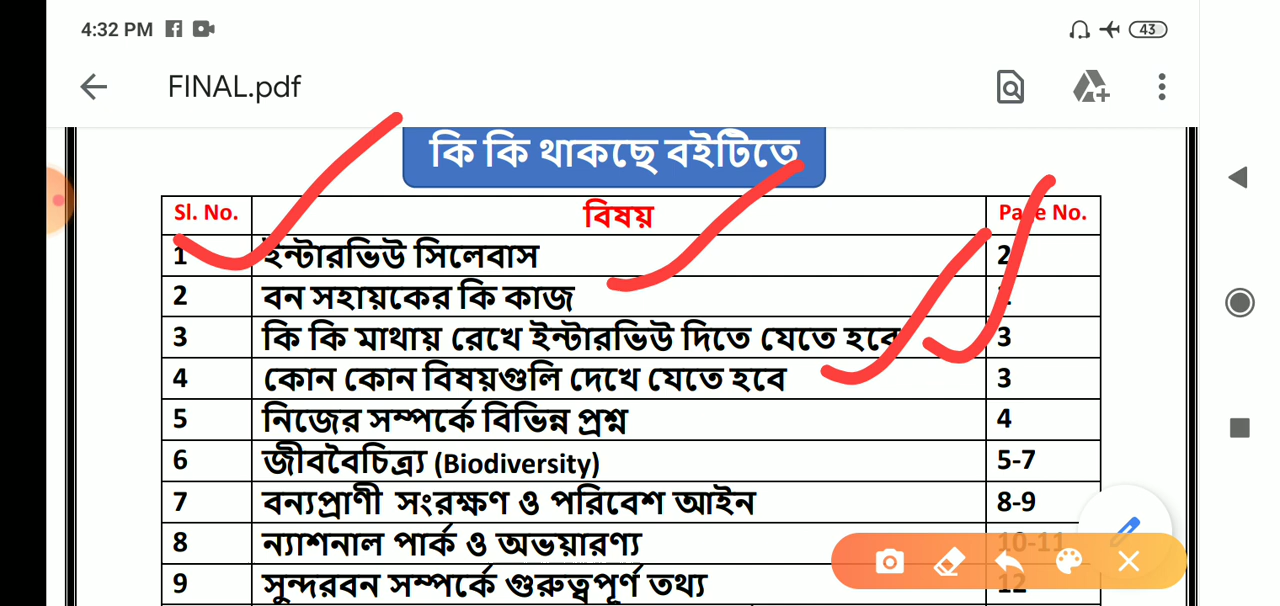 4:32 PM
43
FINAL.pdf
কি কি থাকছে বইটিতে
Sl. No. বিষয় Page No.
1 ইন্টারভিউ সিলেবাস 2
2 বন সহায়কের কি কাজ
3 কি কি মাথায় রেখে ইন্টারভিউ দিতে যেতে হবে 3
4 কোন কোন বিষয়গুলি দেখে যেতে হবে 3
5 নিজের সম্পর্কে বিভিন্ন প্রশ্ন 4
6 জীববৈচিত্র্য (Biodiversity) 5-7
7 বন্যপ্রাণী সংরক্ষণ ও পরিবেশ আইন 8-9
8 ন্যাশনাল পার্ক ও অভয়ারণ্য 10-11
9 সুন্দরবন সম্পর্কে গুরুত্বপূর্ণ তথ্য 12